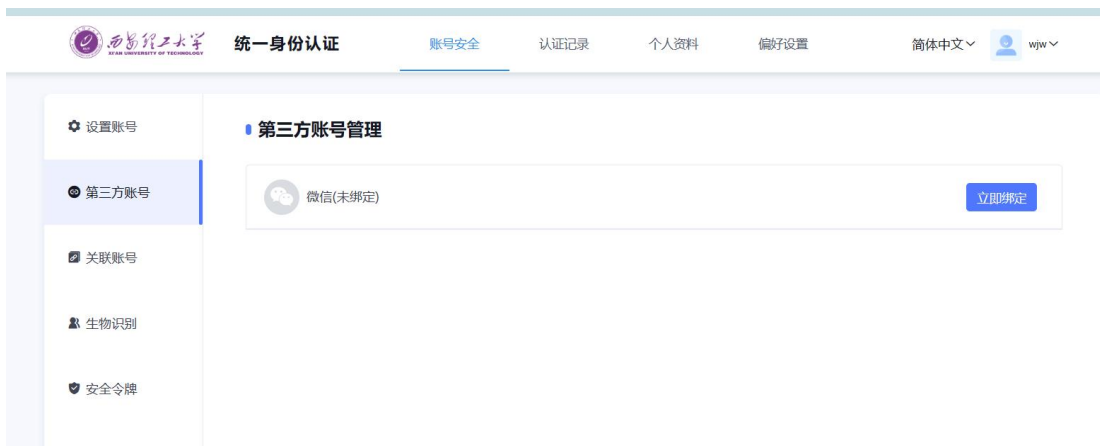 西安理工大学
XI'AN UNIVERSITY OF TECHNOLOGY
统一身份认证
账号安全
认证记录
个人资料
偏好设置
简体中文
wjw
设置账号
第三方账号
关联账号
生物识别
安全令牌
第三方账号管理
微信(未绑定)
立即绑定